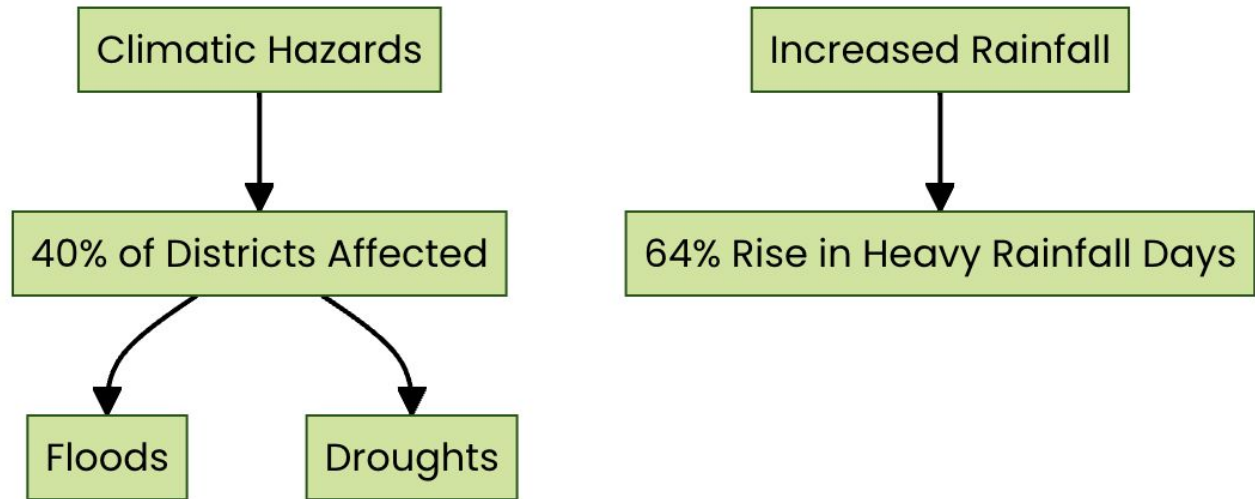 Climatic Hazards
Increased Rainfall
40% of Districts Affected
64% Rise in Heavy Rainfall Days
Floods
Droughts